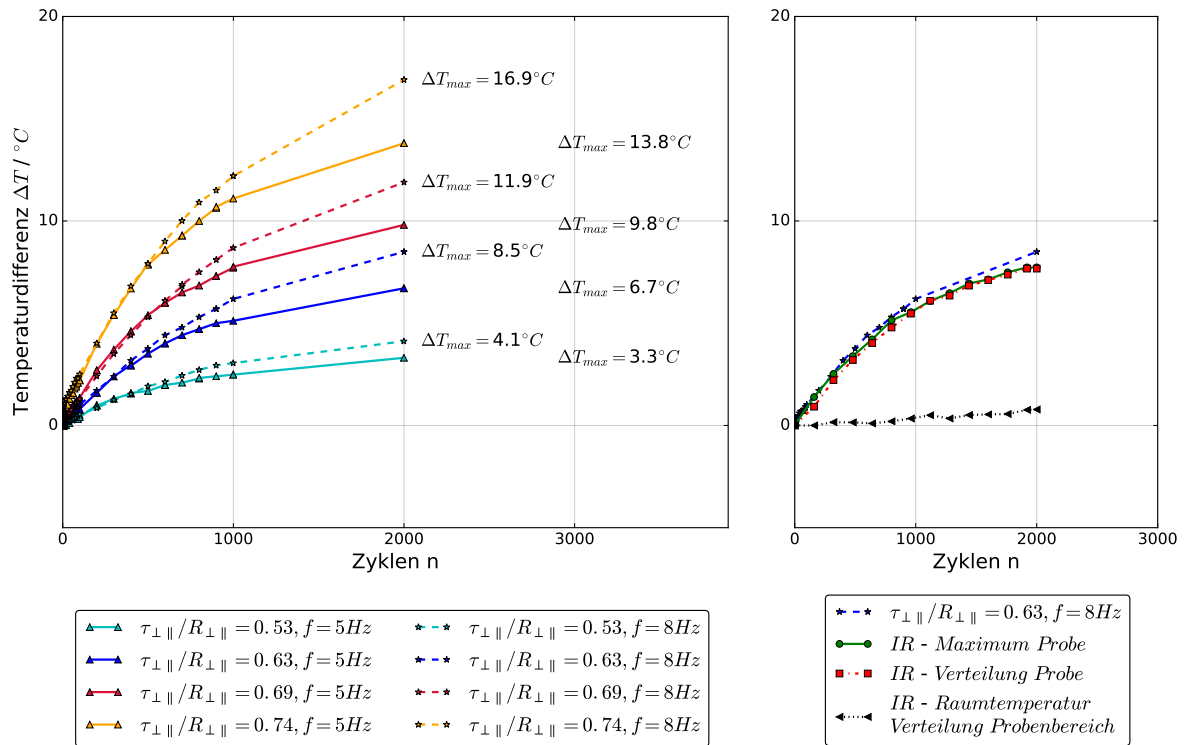 20
10
0
Temperaturdifferenz ΔT / °C
ΔT_max = 16.9°C
ΔT_max = 13.8°C
ΔT_max = 11.9°C
ΔT_max = 9.8°C
ΔT_max = 8.5°C
ΔT_max = 6.7°C
ΔT_max = 4.1°C
ΔT_max = 3.3°C
0 1000 2000 3000
Zyklen n
τ⊥∥/R⊥∥ = 0.53, f = 5Hz
τ⊥∥/R⊥∥ = 0.63, f = 5Hz
τ⊥∥/R⊥∥ = 0.69, f = 5Hz
τ⊥∥/R⊥∥ = 0.74, f = 5Hz
τ⊥∥/R⊥∥ = 0.53, f = 8Hz
τ⊥∥/R⊥∥ = 0.63, f = 8Hz
τ⊥∥/R⊥∥ = 0.69, f = 8Hz
τ⊥∥/R⊥∥ = 0.74, f = 8Hz
20
10
0
0 1000 2000 3000
Zyklen n
τ⊥∥/R⊥∥ = 0.63, f = 8Hz
IR - Maximum Probe
IR - Verteilung Probe
IR - Raumtemperatur
Verteilung Probenbereich